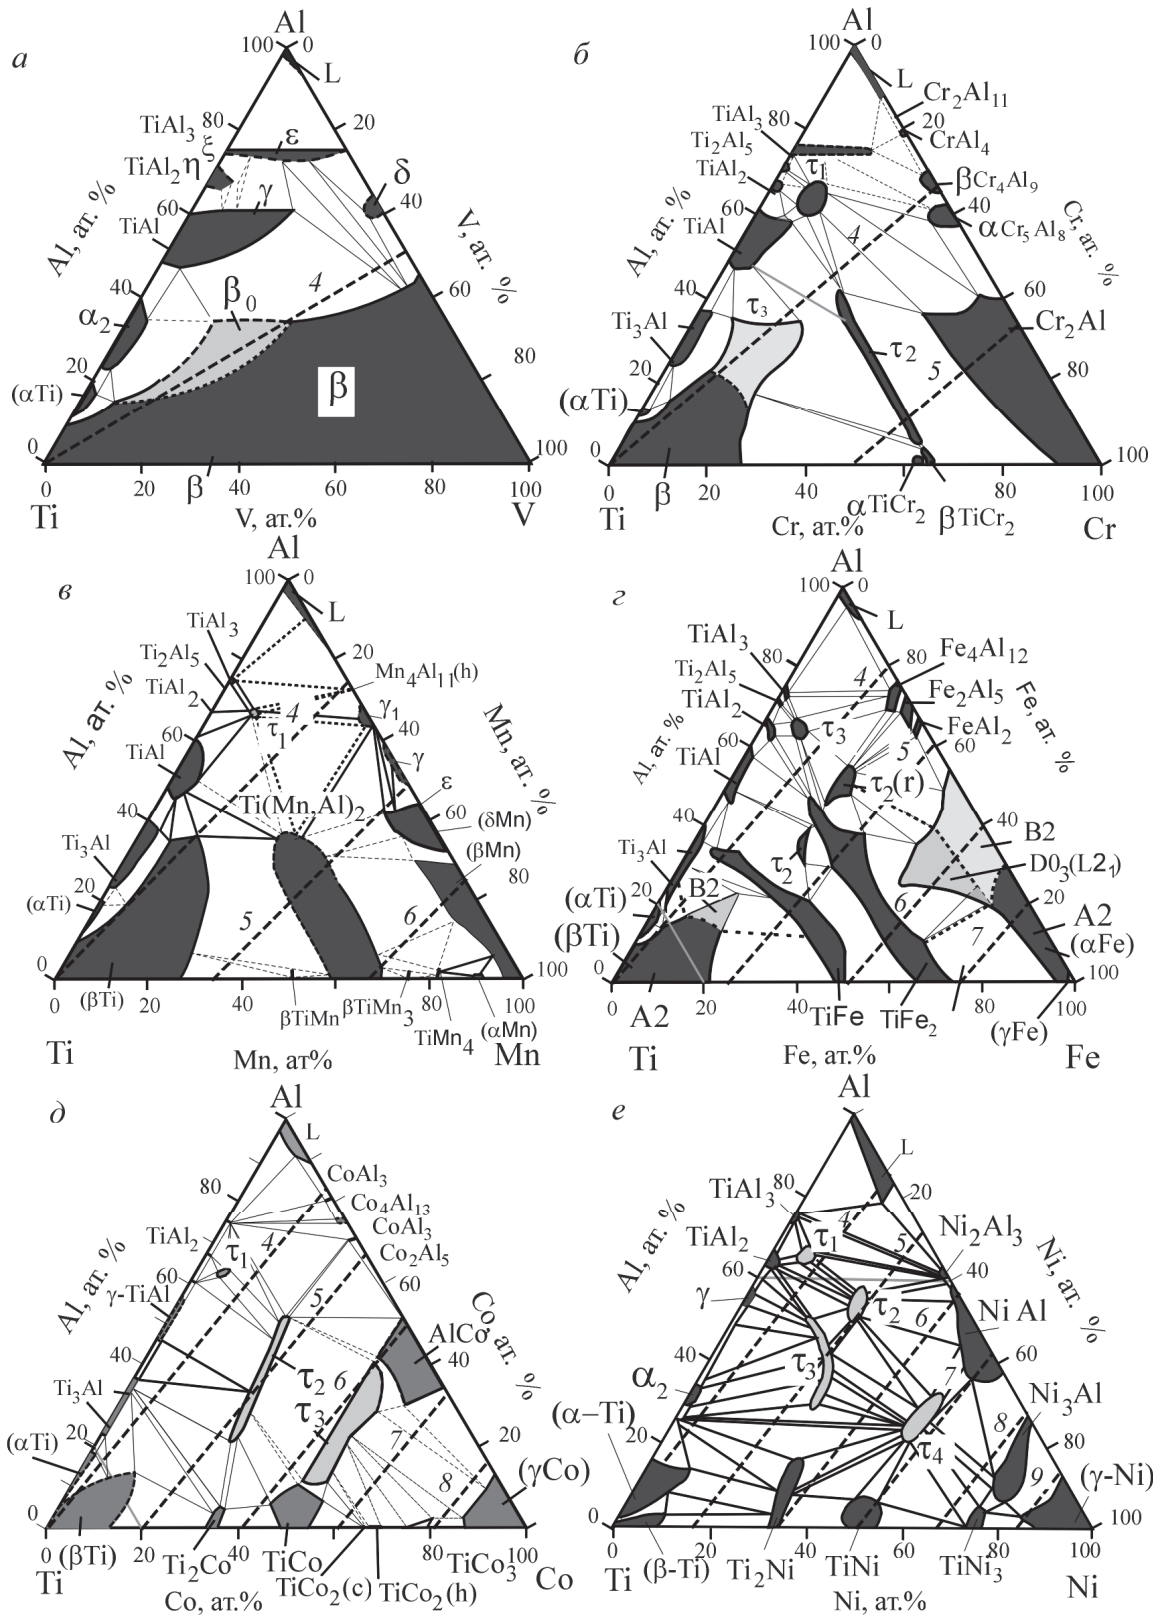 а
Al
100
0
L
TiAl3
80
20
ξ
ε
TiAl2
η
δ
γ
60
40
TiAl
Al, ат. %
V, ат. %
4
40
60
β0
α2
20
80
β
(αTi)
0
100
0
20
β
40
60
80
100
Ti
V, ат.%
V
V
б
Al
100
0
L
Cr2Al11
TiAl3
80
20
CrAl4
Ti2Al5
τ1
TiAl2
βCr4Al9
60
40
αCr5Al8
TiAl
4
Al, ат. %
Cr, ат. %
40
60
τ3
Cr2Al
Ti3Al
τ2
20
5
80
(αTi)
0
100
0
β
20
40
αTiCr2
βTiCr2
80
100
Ti
Cr, ат.%
Cr
в
Al
100
0
L
TiAl3
Ti2Al5
20
Mn4Al11(h)
TiAl2
4
γ1
τ1
60
40
TiAl
γ
Al, ат. %
Mn, ат. %
ε
40
Ti(Mn,Al)2
60
(δMn)
Ti3Al
(βMn)
20
80
(αTi)
5
6
0
100
0
(βTi)
20
40
βTiMn
βTiMn3
80
TiMn4
(αMn)
100
Ti
Mn, ат%
Mn
г
Al
100
0
L
TiAl3
80
4
80
Fe4Al12
Ti2Al5
Fe2Al5
TiAl2
τ3
FeAl2
60
5
60
TiAl
τ2(r)
Al, ат. %
Fe, ат. %
40
40
B2
Ti3Al
τ2
D03(L21)
B2
20
20
(αTi)
6
7
A2
(βTi)
(αFe)
0
100
0
A2
20
40
TiFe
TiFe2
80
(γFe)
100
Ti
Fe, ат.%
Fe
д
Al
L
CoAl3
80
Co4Al13
4
CoAl3
TiAl2
τ1
Co2Al5
60
60
γ-TiAl
5
Al, ат. %
Co, ат. %
AlCo
40
40
τ2
6
Ti3Al
τ3
20
7
20
(αTi)
8
(γCo)
0
100
0
(βTi)
20
Ti2Co
40
TiCo
TiCo2(c)
TiCo2(h)
TiCo3
100
Ti
Co, ат.%
Co
е
Al
L
TiAl3
80
4
20
τ1
5
Ni2Al3
TiAl2
60
40
γ
τ2
6
Ni Al
Al, ат. %
Ni, ат. %
40
τ3
60
α2
7
Ni3Al
(α–Ti)
8
20
τ4
80
9
(γ-Ni)
0
100
0
(β-Ti)
20
Ti2Ni
40
TiNi
60
TiNi3
80
100
Ti
Ni, ат.%
Ni